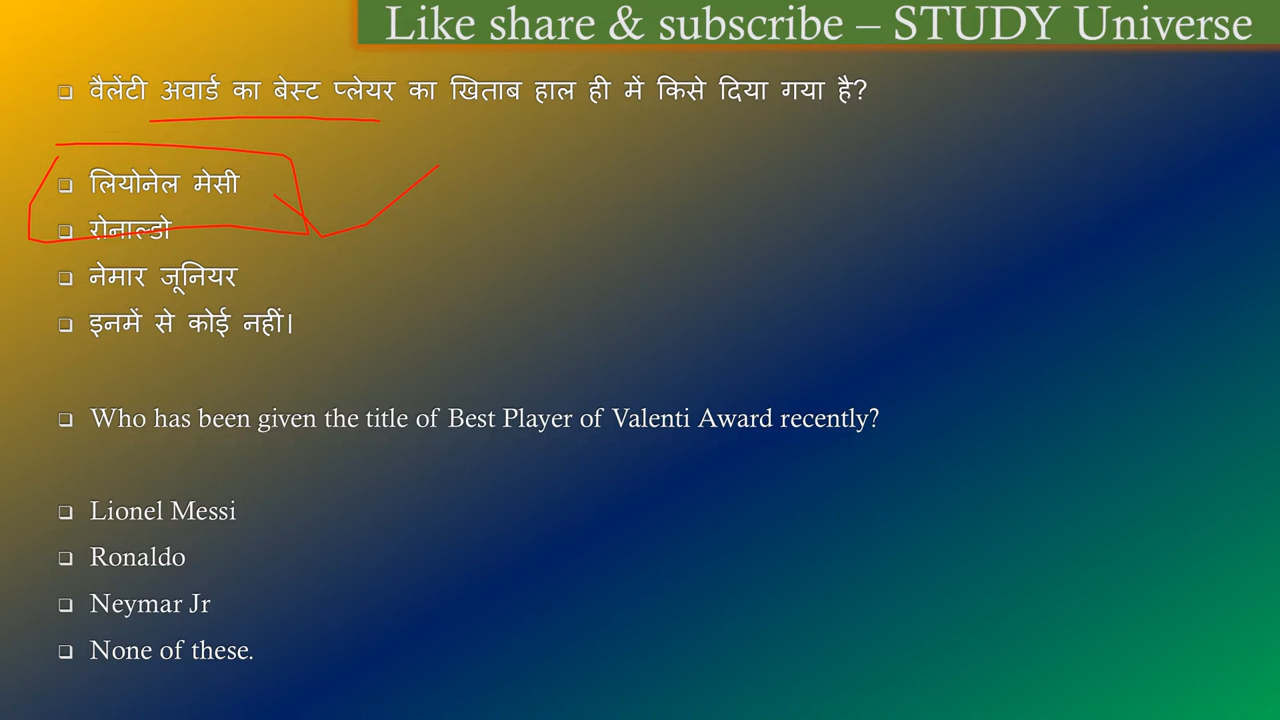 Like share & subscribe – STUDY Universe
वैलेंटी अवार्ड का बेस्ट प्लेयर का खिताब हाल ही में किसे दिया गया है?
लियोनेल मेसी
रोनाल्डो
नेमार जूनियर
इनमें से कोई नहीं।
Who has been given the title of Best Player of Valenti Award recently?
Lionel Messi
Ronaldo
Neymar Jr
None of these.